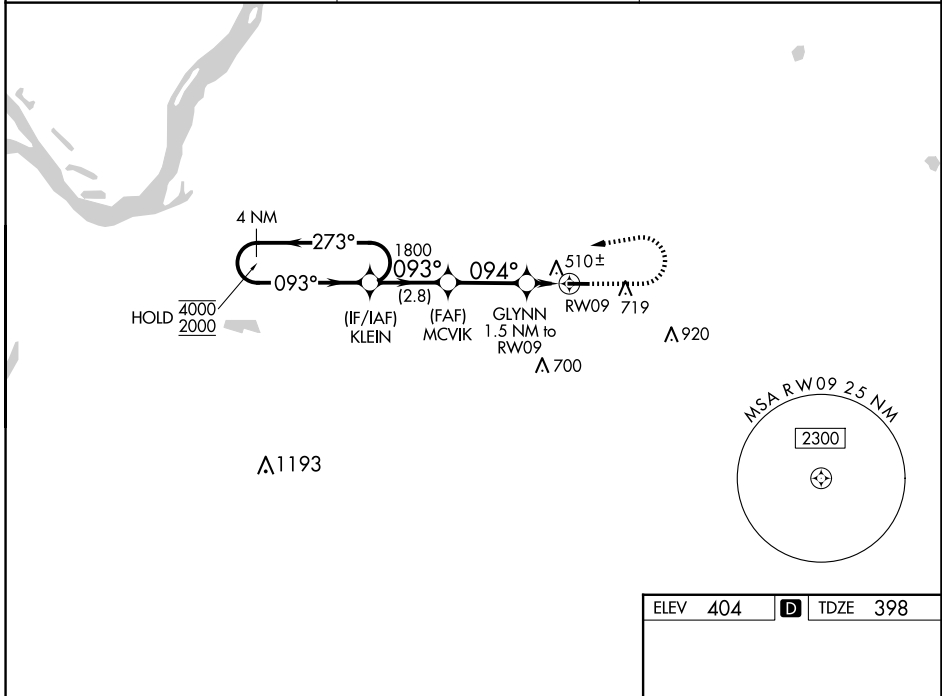 4 NM
273°
1800
093°
093°
(2.8)
094°
510±
HOLD 4000
2000
(IF/IAF)
KLEIN
(FAF)
MCVIK
GLYNN
1.5 NM to
RW09
RW09
719
920
700
1193
MSA RW09 25 NM
2300
ELEV 404 D TDZE 398